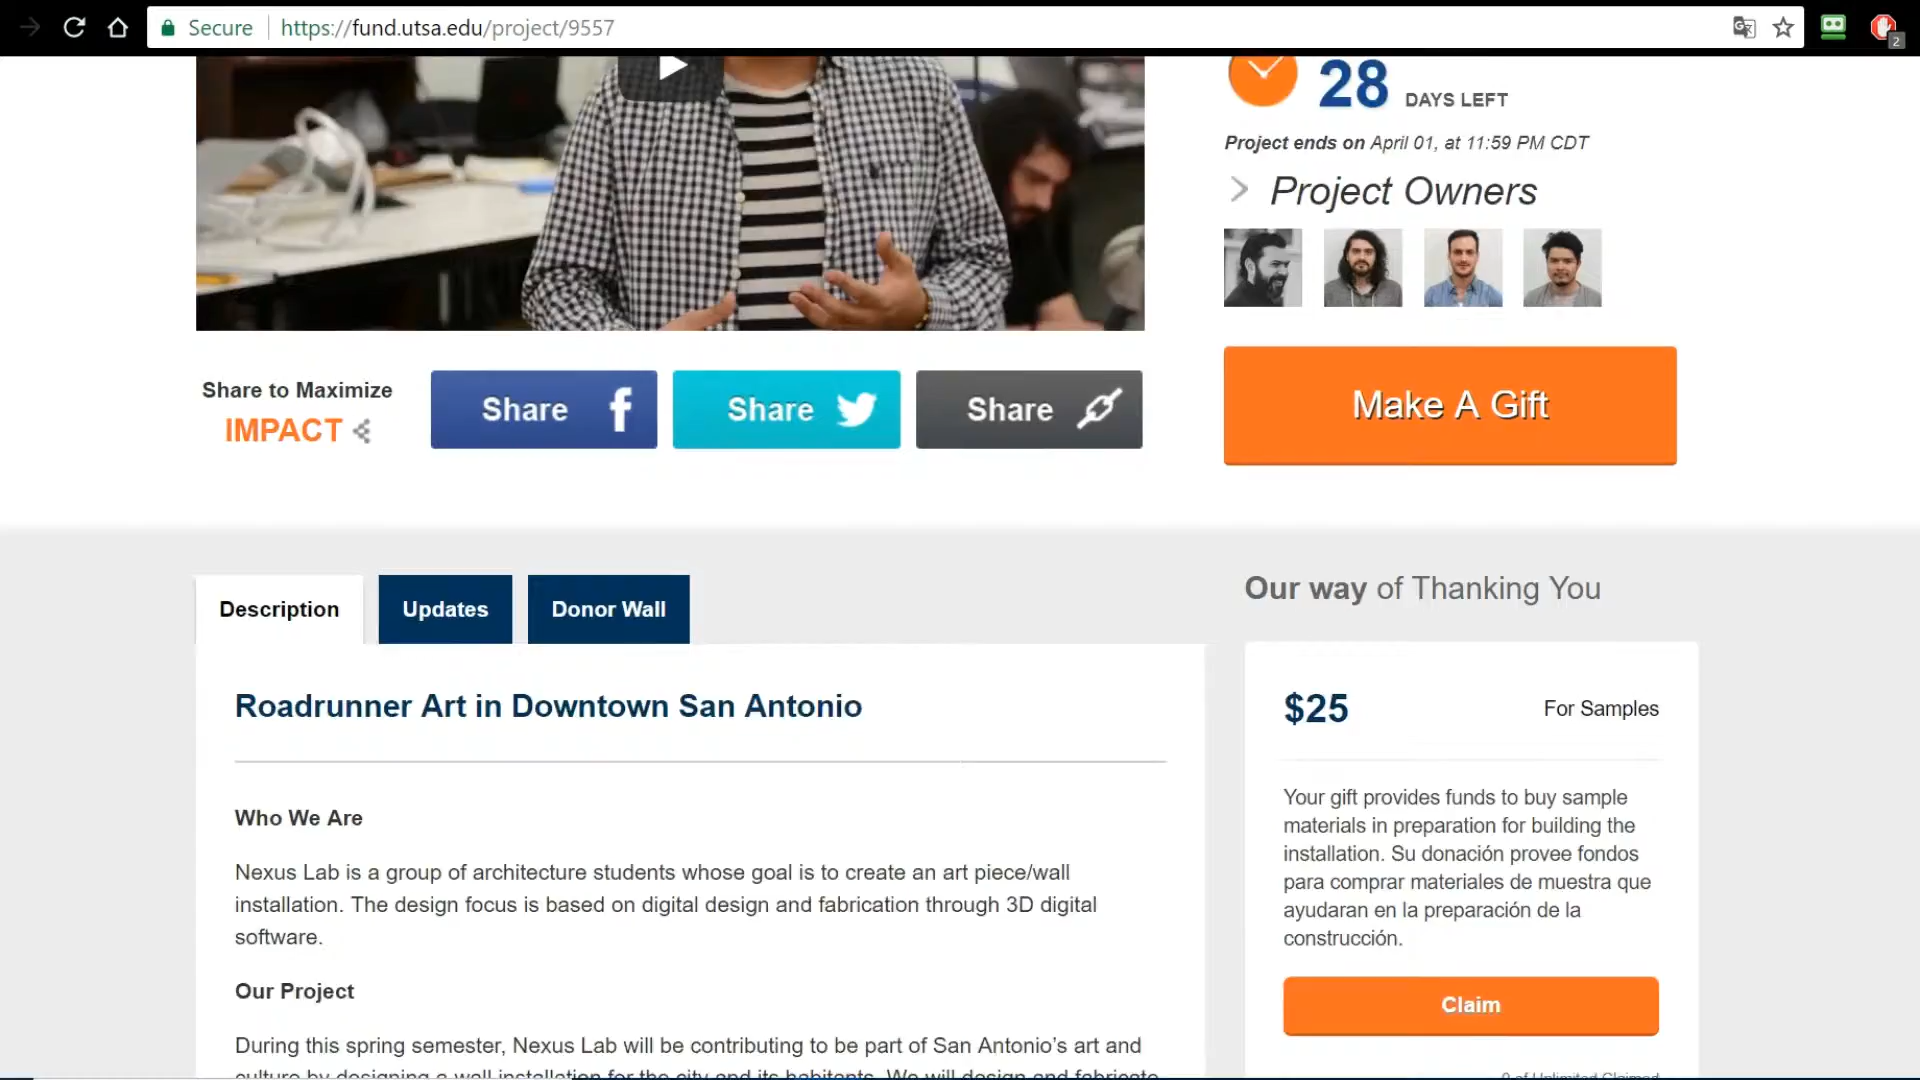 Secure
https://fund.utsa.edu/project/9557
2
28 DAYS LEFT
Project ends on April 01, at 11:59 PM CDT
Project Owners
Share to Maximize
IMPACT
Share
Share
Share
Make A Gift
Description
Updates
Donor Wall
Our way of Thanking You
Roadrunner Art in Downtown San Antonio
$25
For Samples
Who We Are
Nexus Lab is a group of architecture students whose goal is to create an art piece/wall
installation. The design focus is based on digital design and fabrication through 3D digital
software.
Our Project
During this spring semester, Nexus Lab will be contributing to be part of San Antonio's art and
culture by designing a wall installation for the city and its habitants. We will design and fabricate
Your gift provides funds to buy sample
materials in preparation for building the
installation. Su donación provee fondos
para comprar materiales de muestra que
ayudaran en la preparación de la
construcción.
Claim
0 of Unlimited Claimed